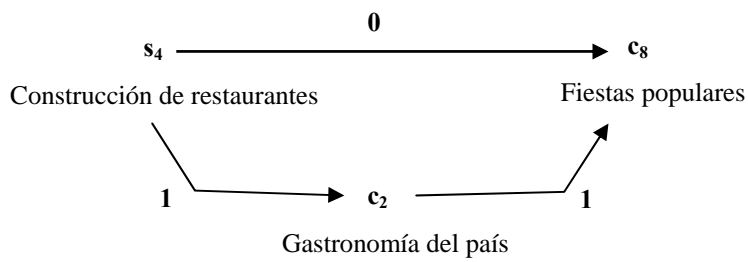 0
s₄ c₈
Construcción de restaurantes Fiestas populares
1 c₂ 1
Gastronomía del país